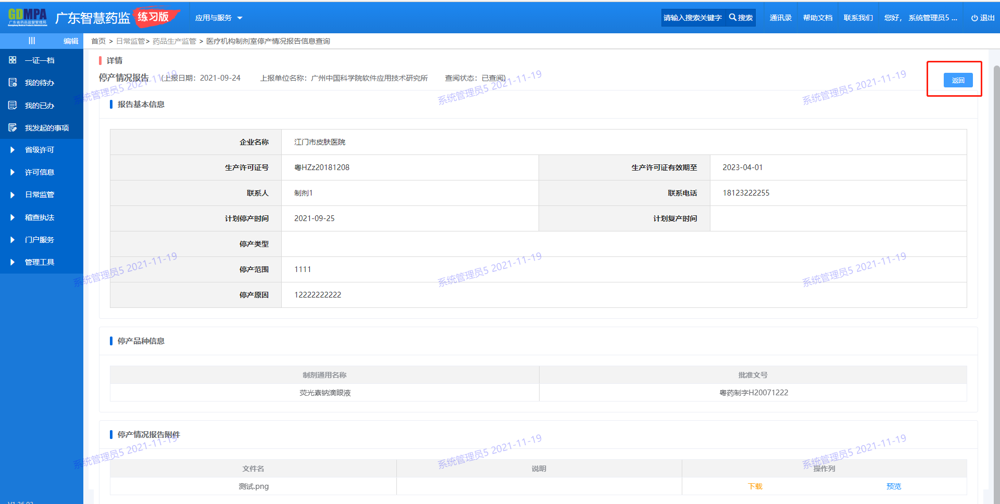 GDMPA
广东省药品监督管理局
Guangdong Medical Products Administration
广东智慧药监
练习版
应用与服务
请输入搜索关键字
搜索
通讯录
帮助文档
联系我们
您好， 系统管理员5 ...
退出
编辑
首页 > 日常监管> 药品生产监管 > 医疗机构制剂室停产情况报告信息查询
一证一档
我的待办
我的已办
我发起的事项
省级许可
许可信息
日常监管
稽查执法
门户服务
管理工具
详情
停产情况报告 (上报日期：2021-09-24 上报单位名称：广州中国科学院软件应用技术研究所 查阅状态：已查阅)
返回
报告基本信息
企业名称 江门市皮肤医院
生产许可证号 粤HZz20181208 生产许可证有效期至 2023-04-01
联系人 制剂1 联系电话 18123222255
计划停产时间 2021-09-25 计划复产时间
停产类型
停产范围 1111
停产原因 12222222222
停产品种信息
制剂通用名称 批准文号
荧光素钠滴眼液 粤药制字H20071222
停产情况报告附件
文件名 说明 操作列
测试.png 下载 预览
系统管理员5 2021-11-19
系统管理员5 2021-11-19
系统管理员5 2021-11-19
系统管理员5 2021-11-19
系统管理员5 2021-11-19
系统管理员5 2021-11-19
系统管理员5 2021-11-19
系统管理员5 2021-11-19
系统管理员5 2021-11-19